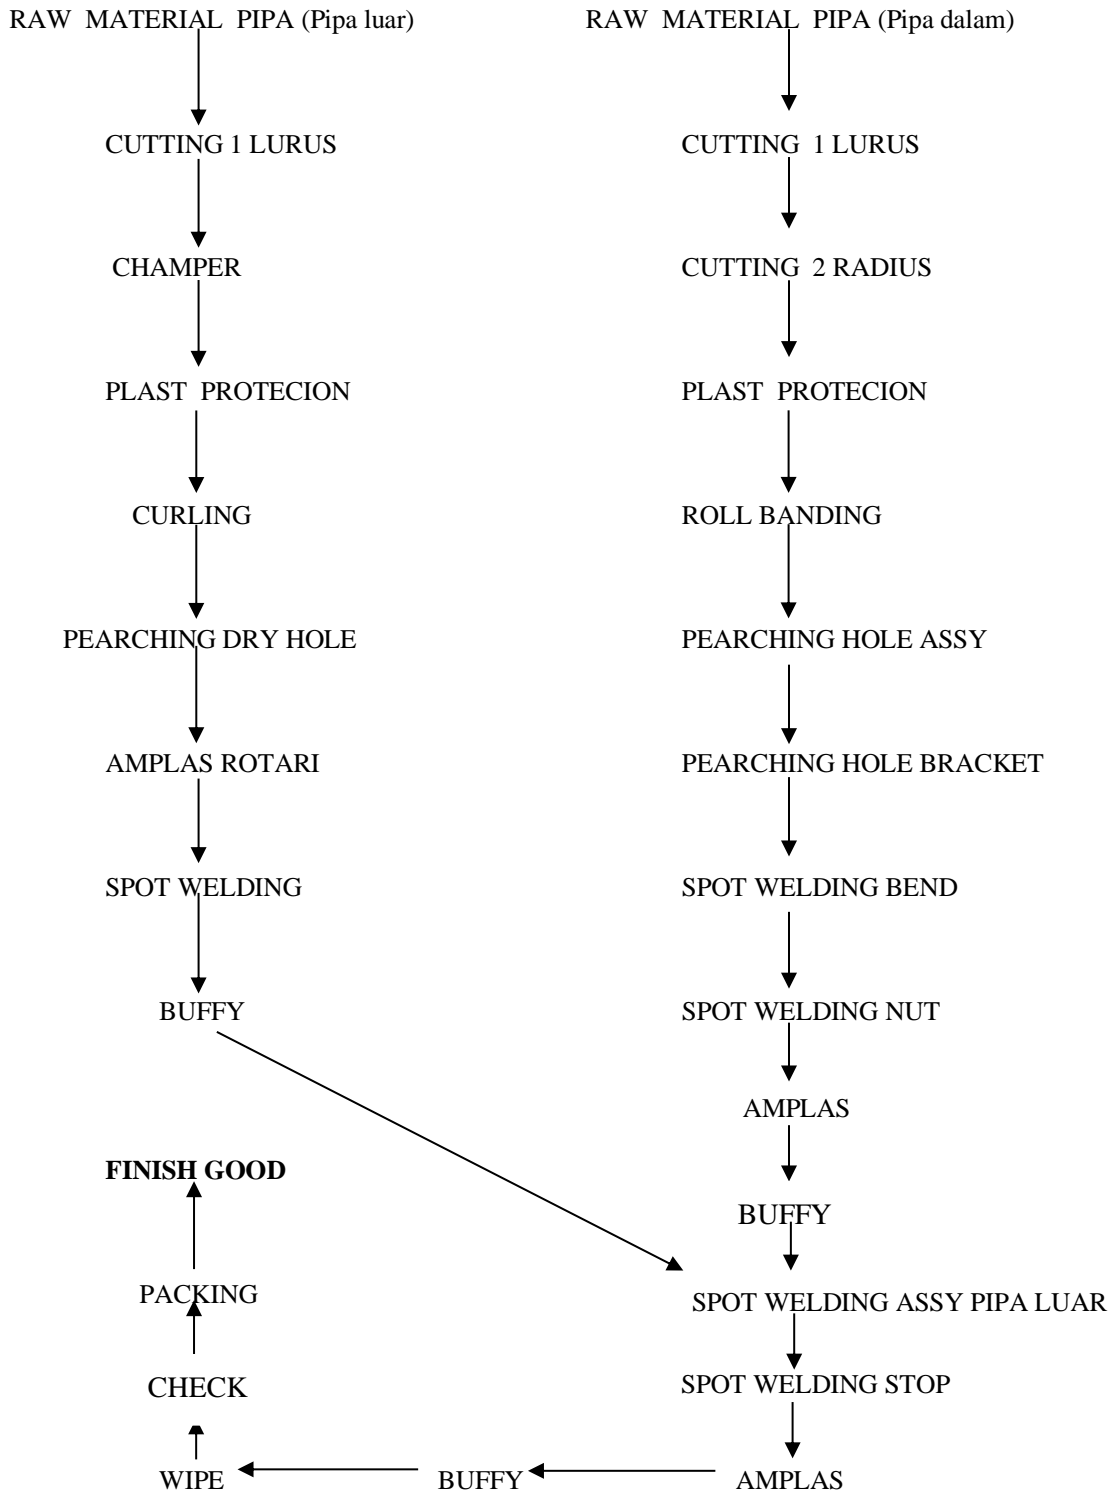 RAW MATERIAL PIPA (Pipa luar)
CUTTING 1 LURUS
CHAMPER
PLAST PROTECION
CURLING
PEARCHING DRY HOLE
AMPLAS ROTARI
SPOT WELDING
BUFFY
RAW MATERIAL PIPA (Pipa dalam)
CUTTING 1 LURUS
CUTTING 2 RADIUS
PLAST PROTECION
ROLL BANDING
PEARCHING HOLE ASSY
PEARCHING HOLE BRACKET
SPOT WELDING BEND
SPOT WELDING NUT
AMPLAS
BUFFY
SPOT WELDING ASSY PIPA LUAR
SPOT WELDING STOP
AMPLAS
BUFFY
WIPE
CHECK
PACKING
FINISH GOOD